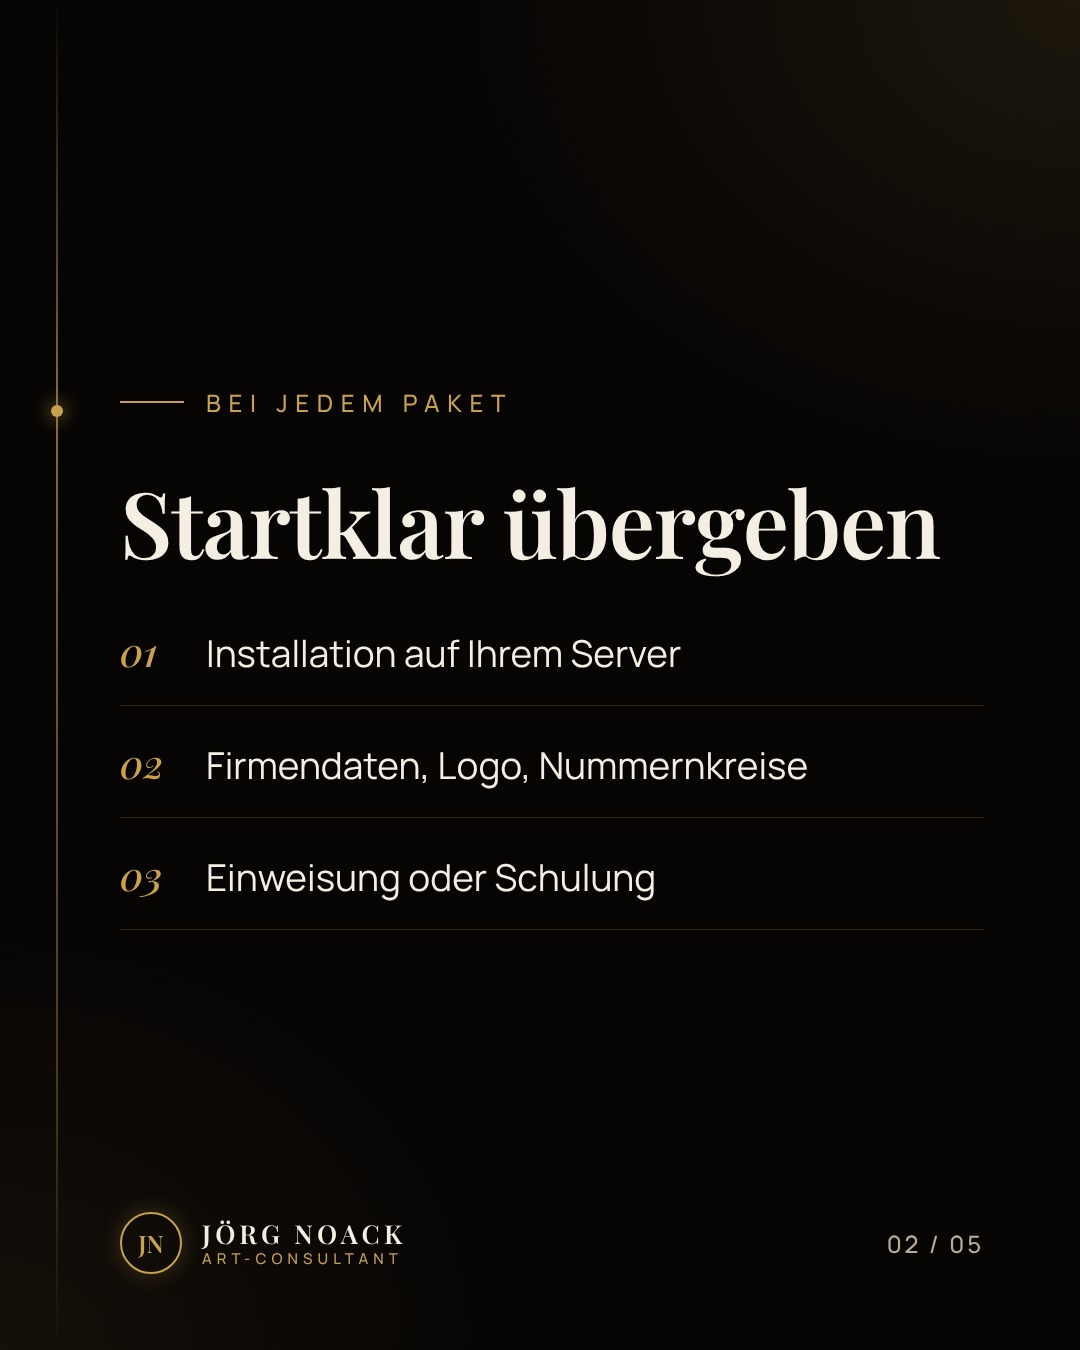 BEI JEDEM PAKET
Startklar übergeben
01 Installation auf Ihrem Server
02 Firmendaten, Logo, Nummernkreise
03 Einweisung oder Schulung
JN
JÖRG NOACK
ART-CONSULTANT
02 / 05